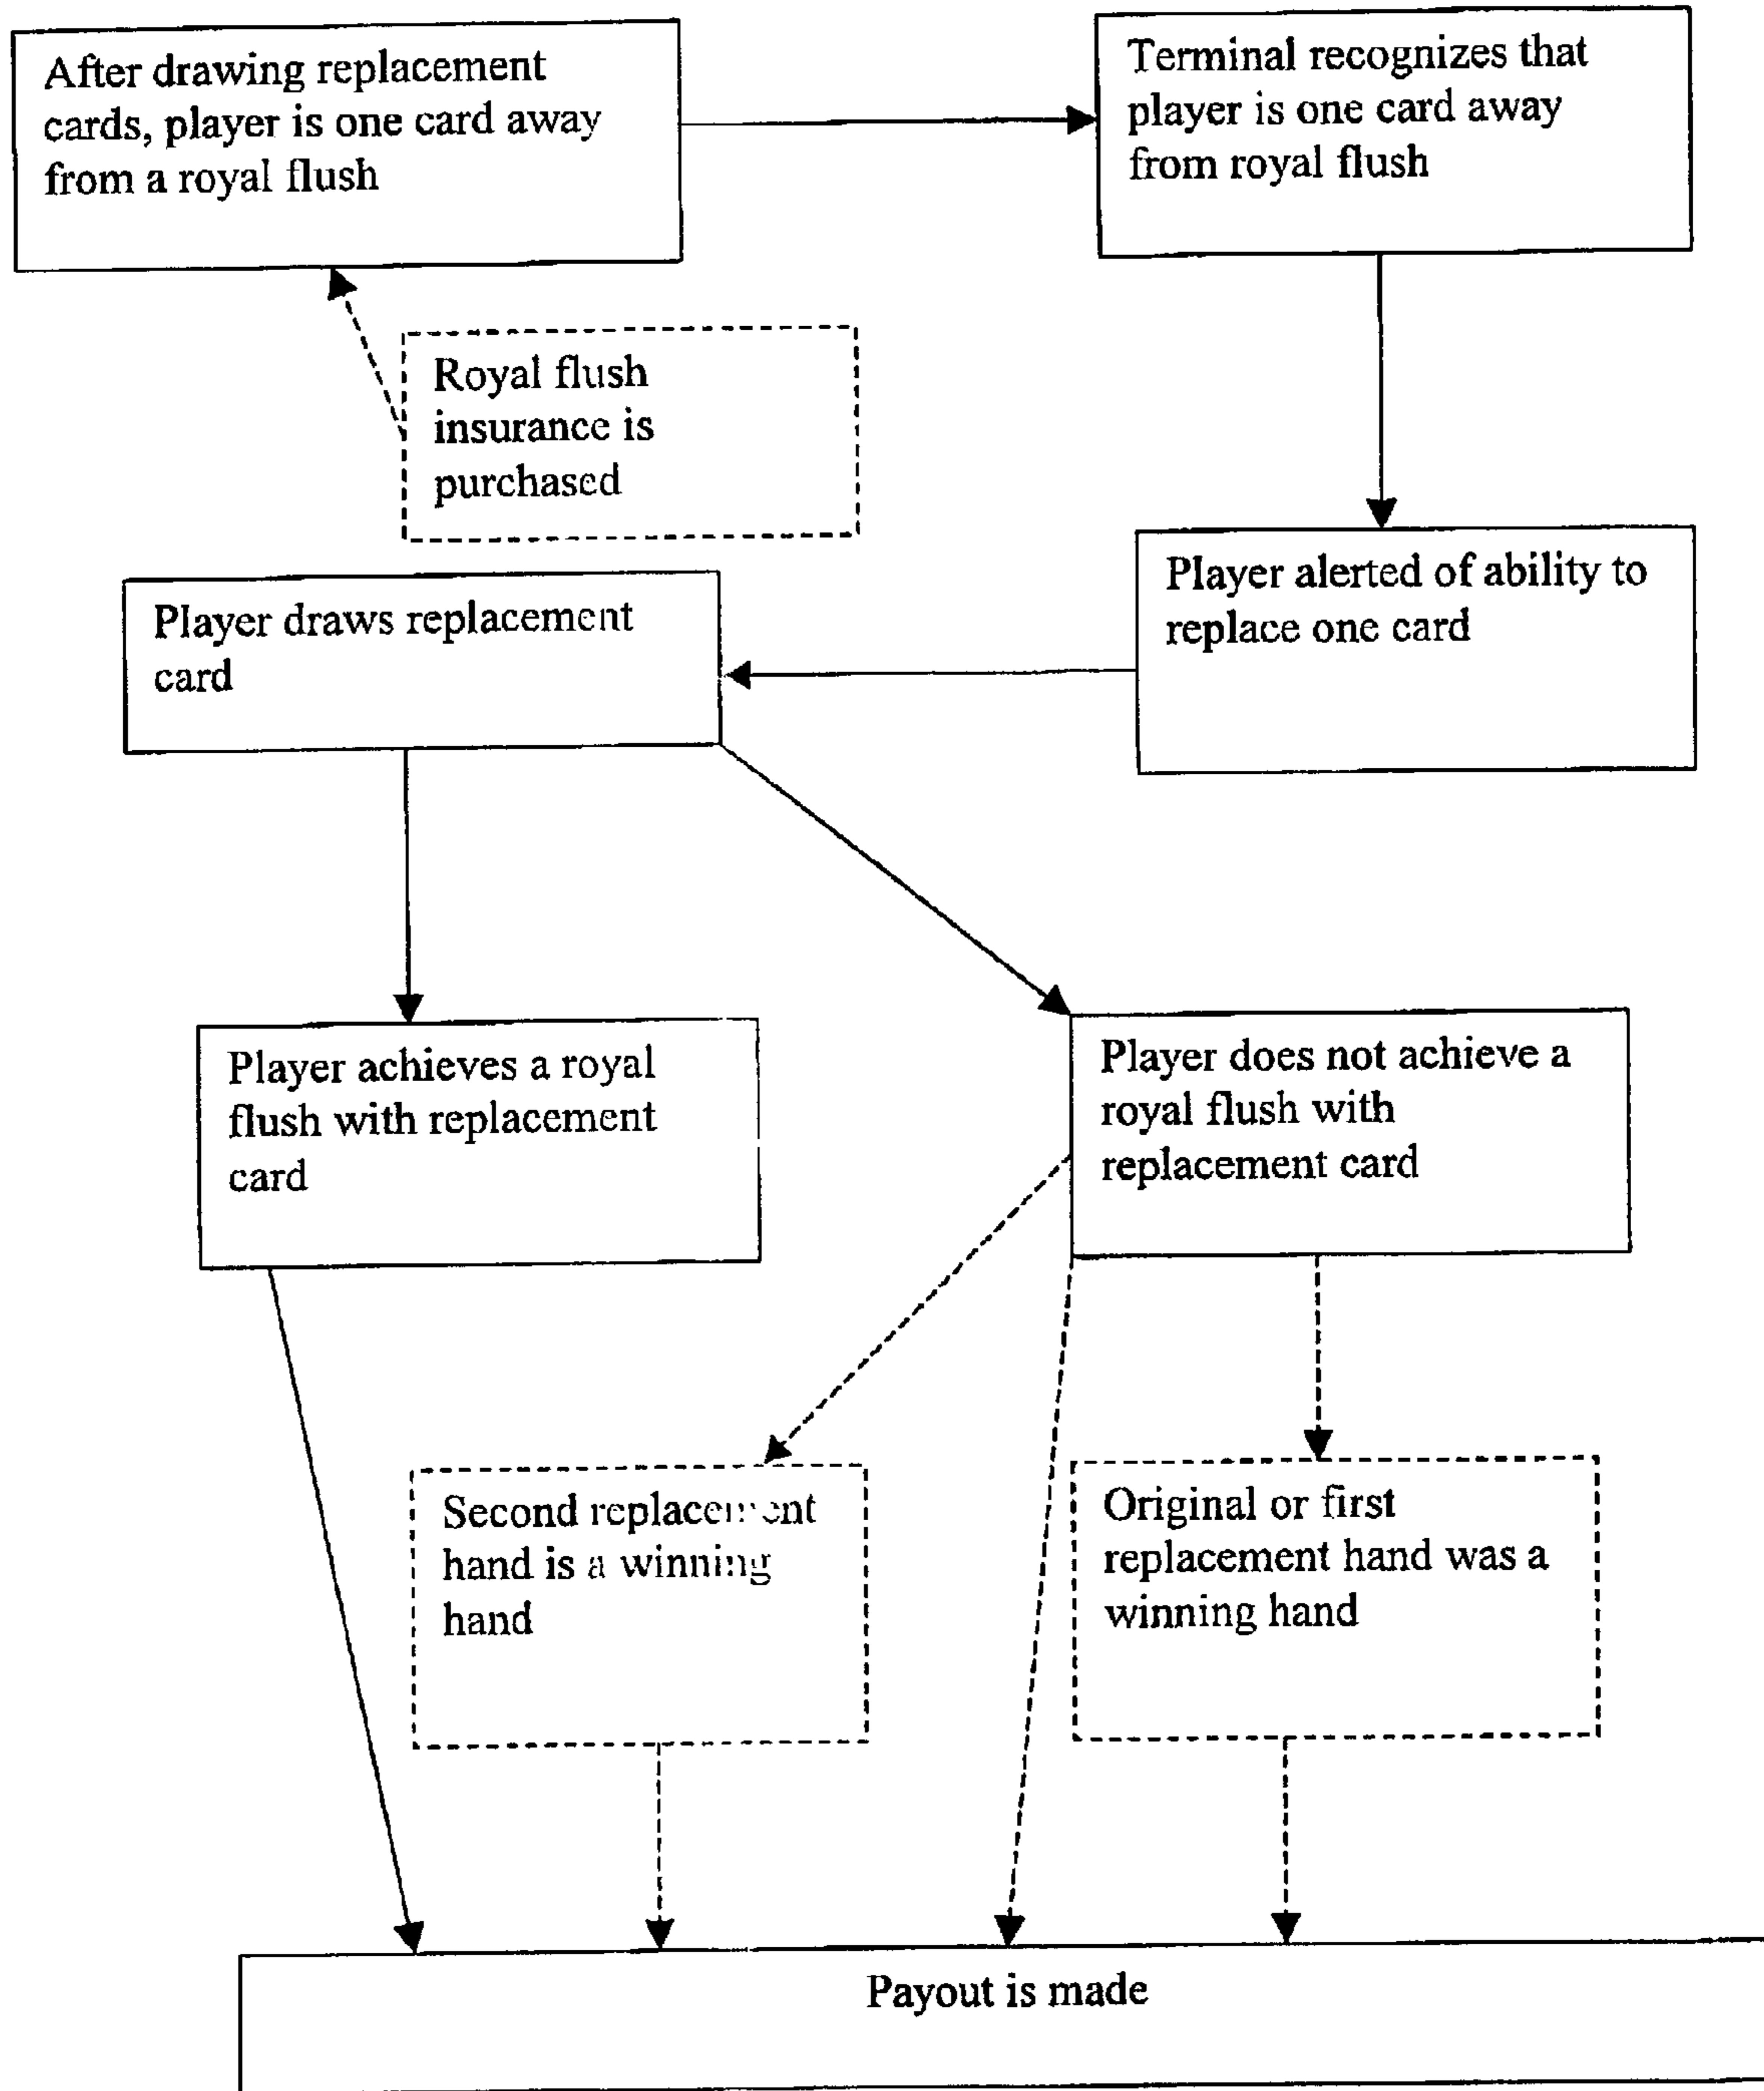 After drawing replacement
cards, player is one card away
from a royal flush
Terminal recognizes that
player is one card away
from royal flush
Royal flush
insurance is
purchased
Player alerted of ability to
replace one card
Player draws replacement
card
Player achieves a royal
flush with replacement
card
Player does not achieve a
royal flush with
replacement card
Second replacement
hand is a winning
hand
Original or first
replacement hand was a
winning hand
Payout is made